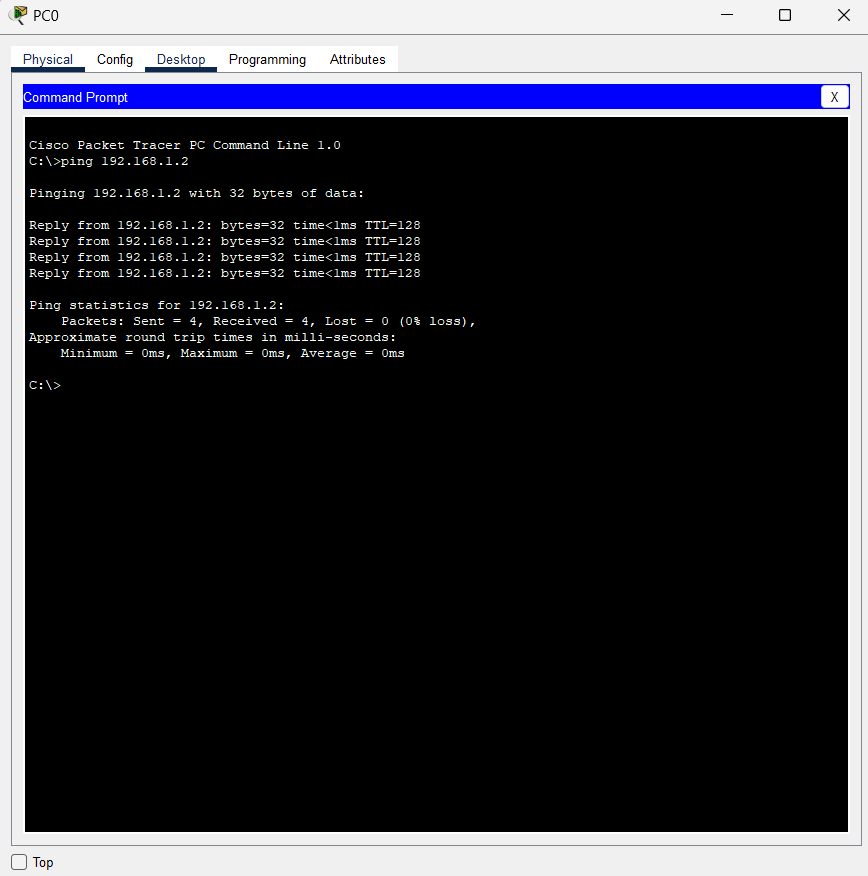 PC0
Physical Config Desktop Programming Attributes
Command Prompt
X
Cisco Packet Tracer PC Command Line 1.0
C:\>ping 192.168.1.2
Pinging 192.168.1.2 with 32 bytes of data:
Reply from 192.168.1.2: bytes=32 time<1ms TTL=128
Reply from 192.168.1.2: bytes=32 time<1ms TTL=128
Reply from 192.168.1.2: bytes=32 time<1ms TTL=128
Reply from 192.168.1.2: bytes=32 time<1ms TTL=128
Ping statistics for 192.168.1.2:
    Packets: Sent = 4, Received = 4, Lost = 0 (0% loss),
Approximate round trip times in milli-seconds:
    Minimum = 0ms, Maximum = 0ms, Average = 0ms
C:\>
Top